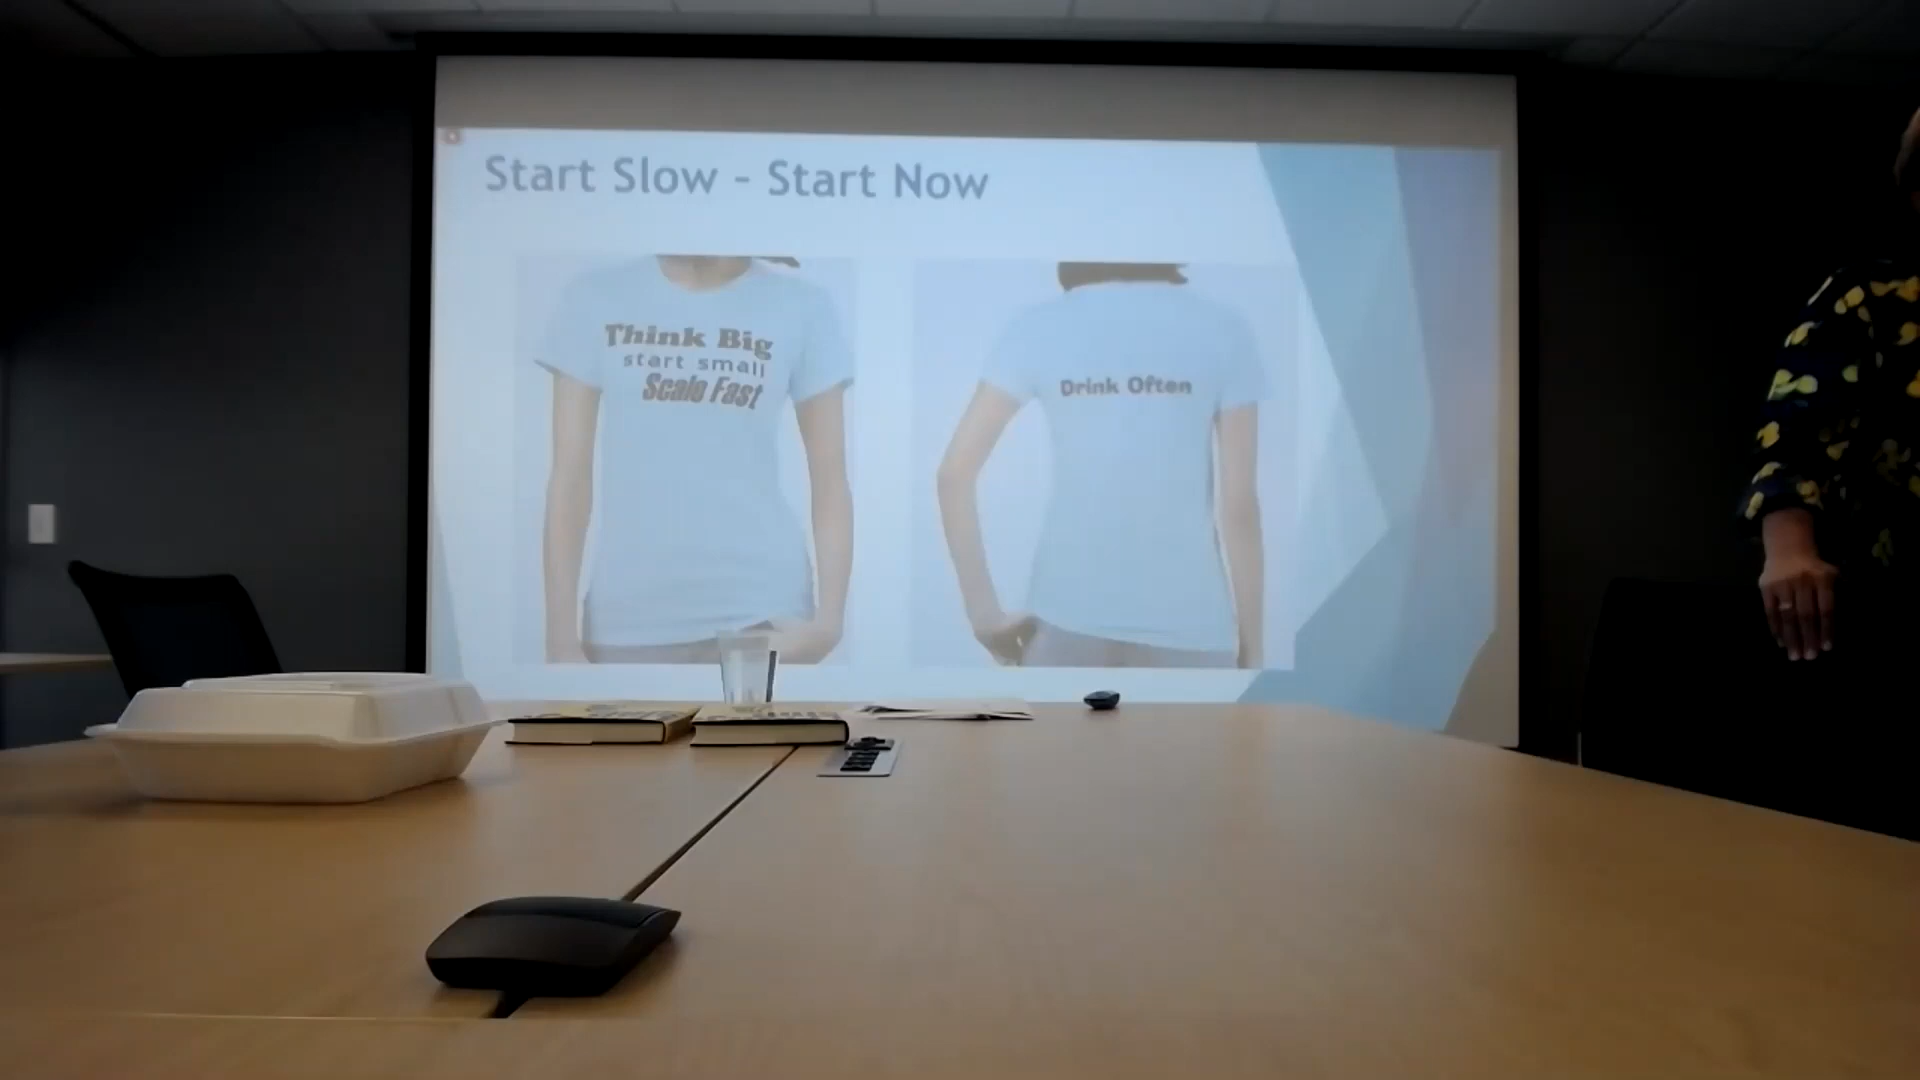 Start Slow - Start Now
Think Big
start small
Scale Fast
Drink Often